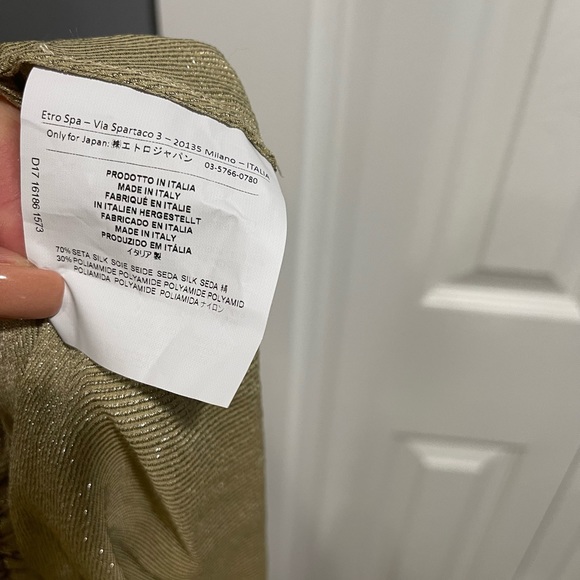 Etro Spa – Via Spartaco 3 – 20135 Milano – ITALIA
Only for Japan: ㈱エトロジャパン 03-5766-0780
PRODOTTO IN ITALIA
MADE IN ITALY
FABRIQUÉ EN ITALIE
IN ITALIEN HERGESTELLT
FABRICADO EN ITALIA
MADE IN ITALY
PRODUZIDO EM ITÁLIA
イタリア製
70% SETA SILK SOIE SEIDE SEDA SILK SEDA 絹
30% POLIAMMIDE POLYAMIDE POLYAMIDE POLYAMID
POLIAMIDA POLYAMIDE POLIAMIDA ナイロン
D17 16186 1573